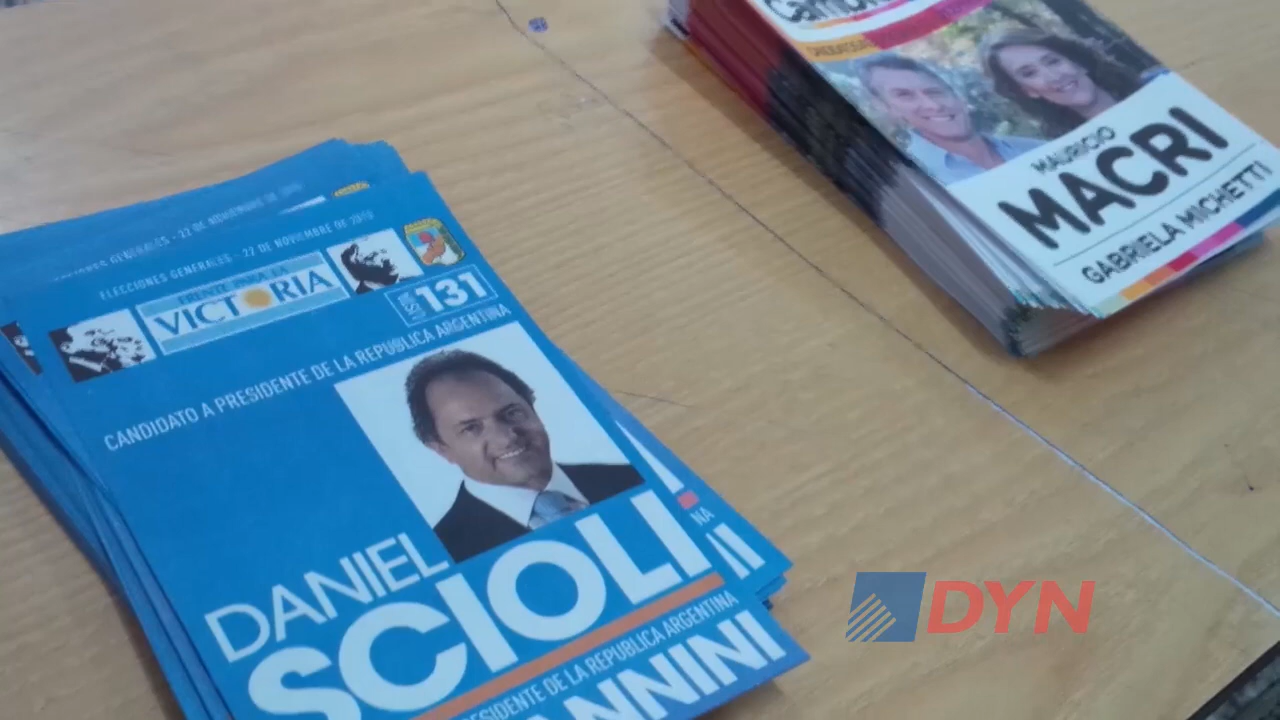 ELECCIONES GENERALES - 22 DE NOVIEMBRE DE 2015
FRENTE PARA LA
VICTORIA
LISTA 131
CANDIDATO A PRESIDENTE DE LA REPUBLICA ARGENTINA
DANIEL
SCIOLI
PRESIDENTE DE LA REPUBLICA ARGENTINA
ANNINI
MAURICIO
MACRI
GABRIELA MICHETTI
DYN